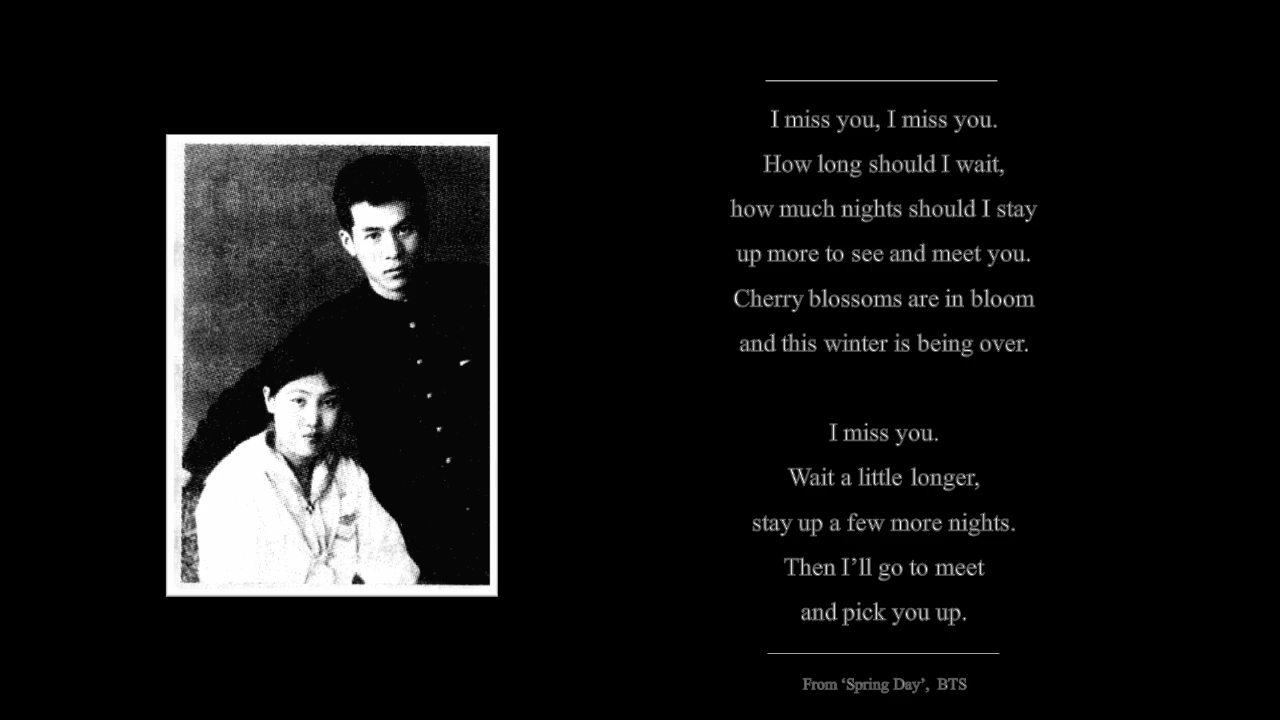 I miss you, I miss you.
How long should I wait,
how much nights should I stay
up more to see and meet you.
Cherry blossoms are in bloom
and this winter is being over.
I miss you.
Wait a little longer,
stay up a few more nights.
Then I’ll go to meet
and pick you up.
From ‘Spring Day’, BTS